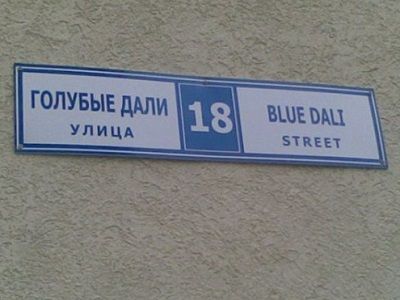 ГОЛУБЫЕ ДАЛИ
УЛИЦА
18
BLUE DALI
STREET